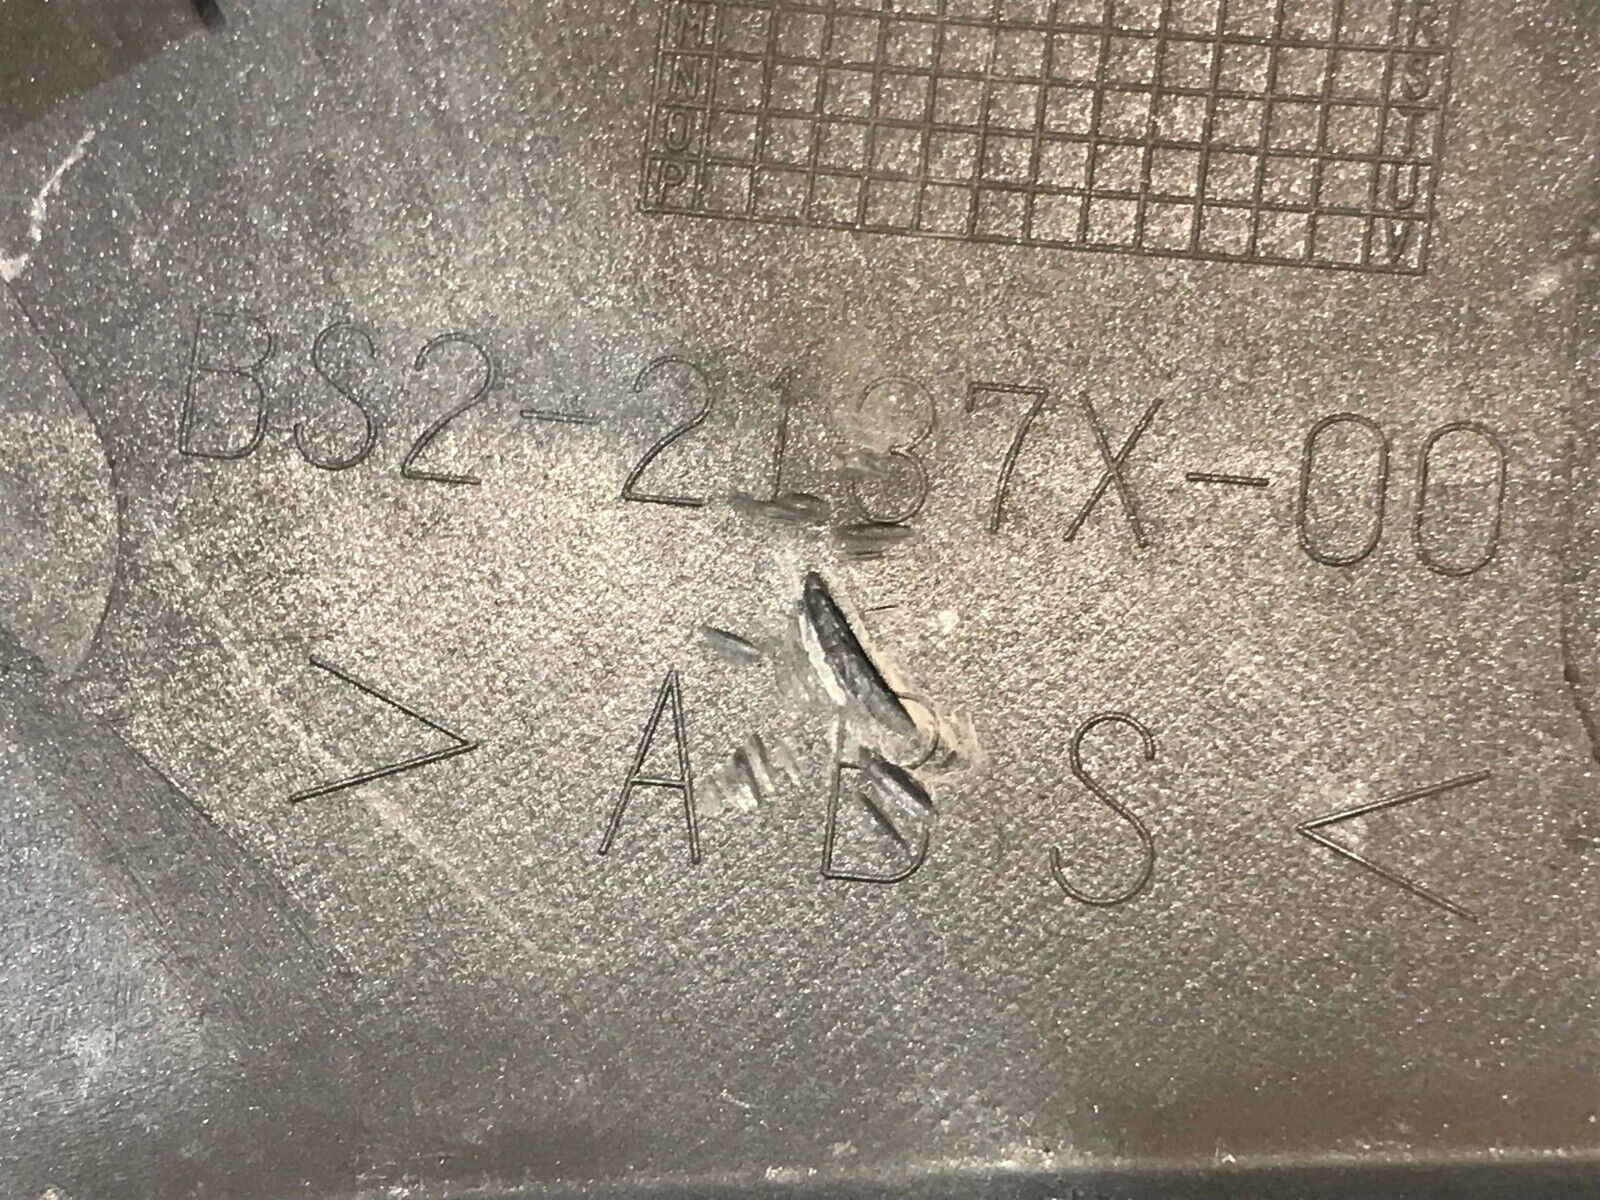 M R
N S
O T
P U
V
BS2-2137X-00
>ABS<